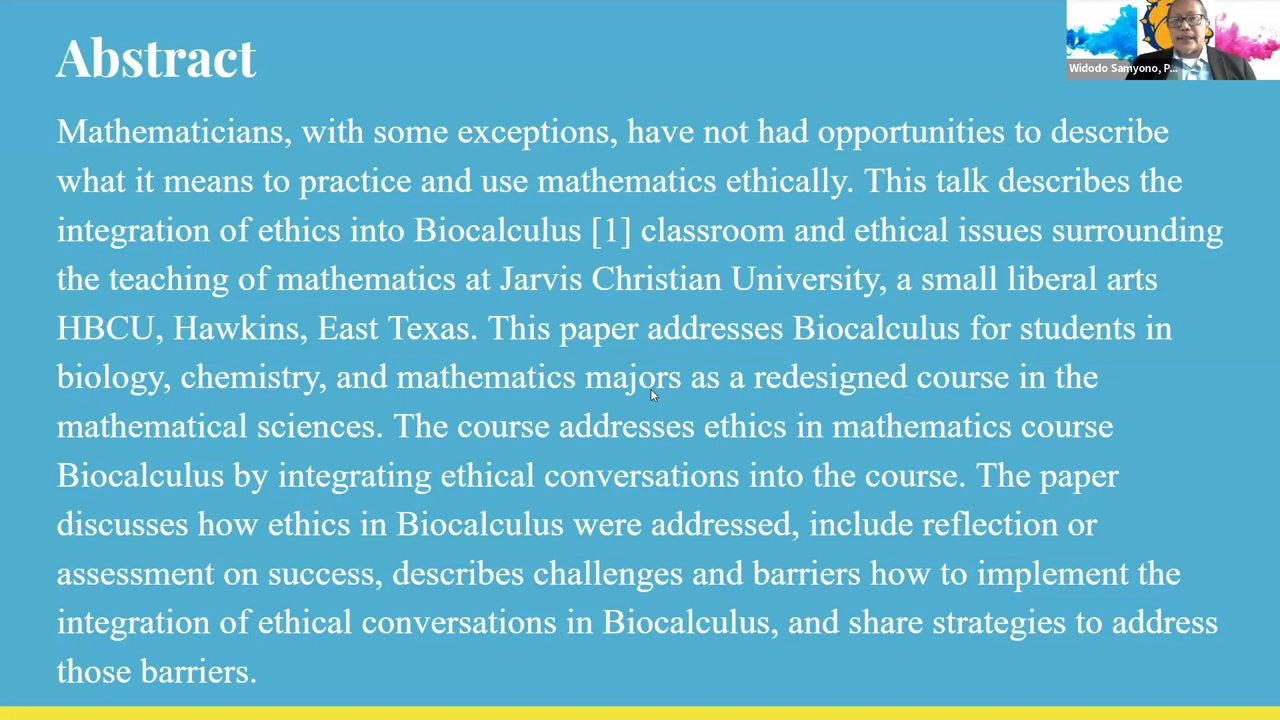 Abstract
Widodo Samyono, P...
Mathematicians, with some exceptions, have not had opportunities to describe
what it means to practice and use mathematics ethically. This talk describes the
integration of ethics into Biocalculus [1] classroom and ethical issues surrounding
the teaching of mathematics at Jarvis Christian University, a small liberal arts
HBCU, Hawkins, East Texas. This paper addresses Biocalculus for students in
biology, chemistry, and mathematics majors as a redesigned course in the
mathematical sciences. The course addresses ethics in mathematics course
Biocalculus by integrating ethical conversations into the course. The paper
discusses how ethics in Biocalculus were addressed, include reflection or
assessment on success, describes challenges and barriers how to implement the
integration of ethical conversations in Biocalculus, and share strategies to address
those barriers.